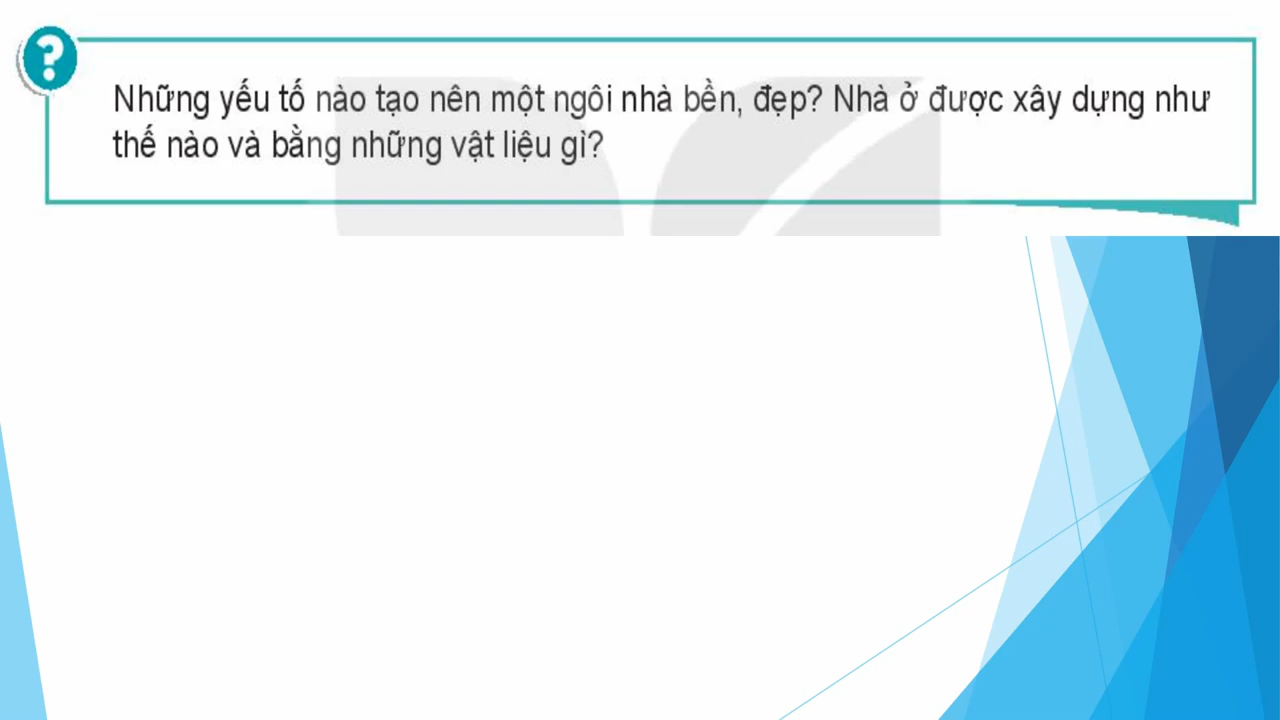 ?
Những yếu tố nào tạo nên một ngôi nhà bền, đẹp? Nhà ở được xây dựng như
thế nào và bằng những vật liệu gì?